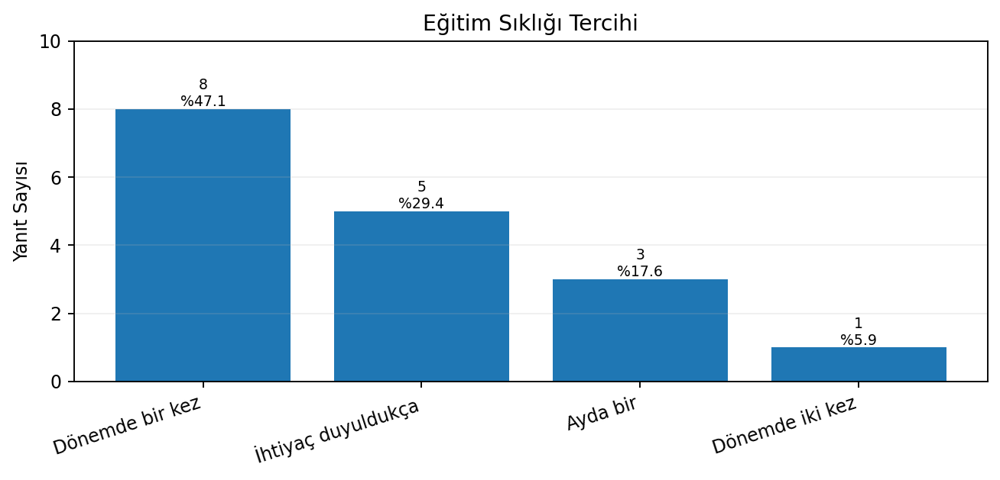 Eğitim Sıklığı Tercihi
Yanıt Sayısı
10
8
6
4
2
0
8
%47.1
5
%29.4
3
%17.6
1
%5.9
Dönemde bir kez
İhtiyaç duyuldukça
Ayda bir
Dönemde iki kez